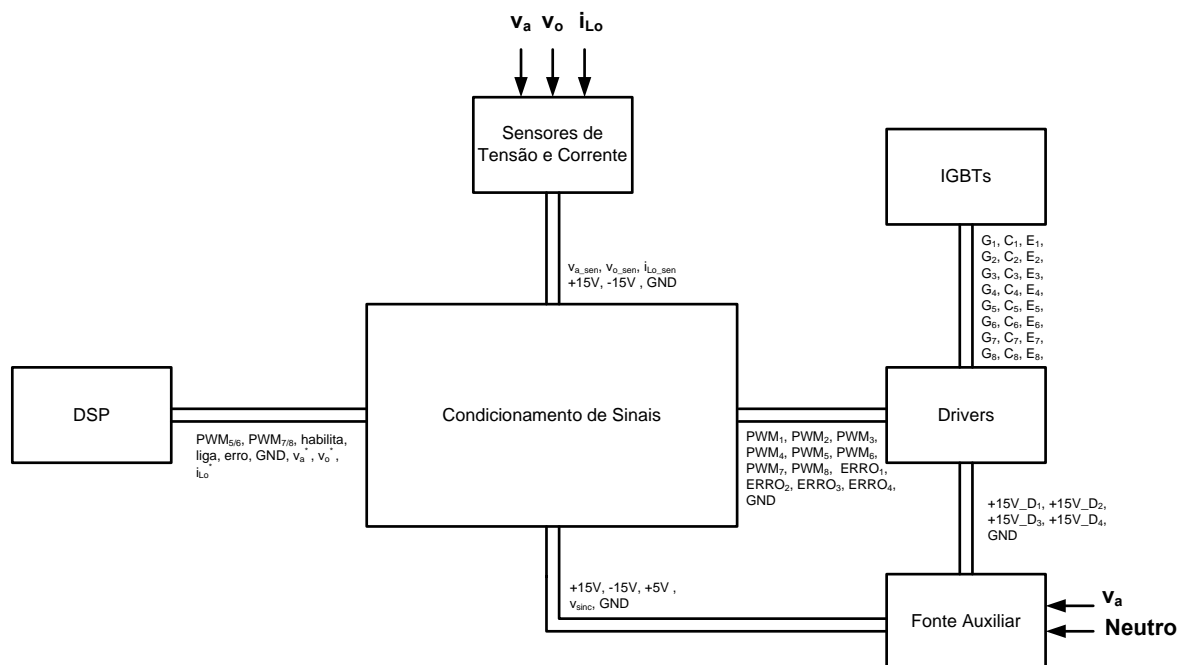 va vo iLo
Sensores de
Tensão e Corrente
IGBTs
G1, C1, E1,
G2, C2, E2,
G3, C3, E3,
G4, C4, E4,
G5, C5, E5,
G6, C6, E6,
G7, C7, E7,
G8, C8, E8,
va_sen, vo_sen, iLo_sen
+15V, -15V , GND
DSP
Condicionamento de Sinais
Drivers
PWM5/6, PWM7/8, habilita,
liga, erro, GND, va* , vo* ,
iLo*
PWM1, PWM2, PWM3,
PWM4, PWM5, PWM6,
PWM7, PWM8, ERRO1,
ERRO2, ERRO3, ERRO4,
GND
+15V_D1, +15V_D2,
+15V_D3, +15V_D4,
GND
+15V, -15V, +5V ,
vsinc, GND
Fonte Auxiliar
va
Neutro